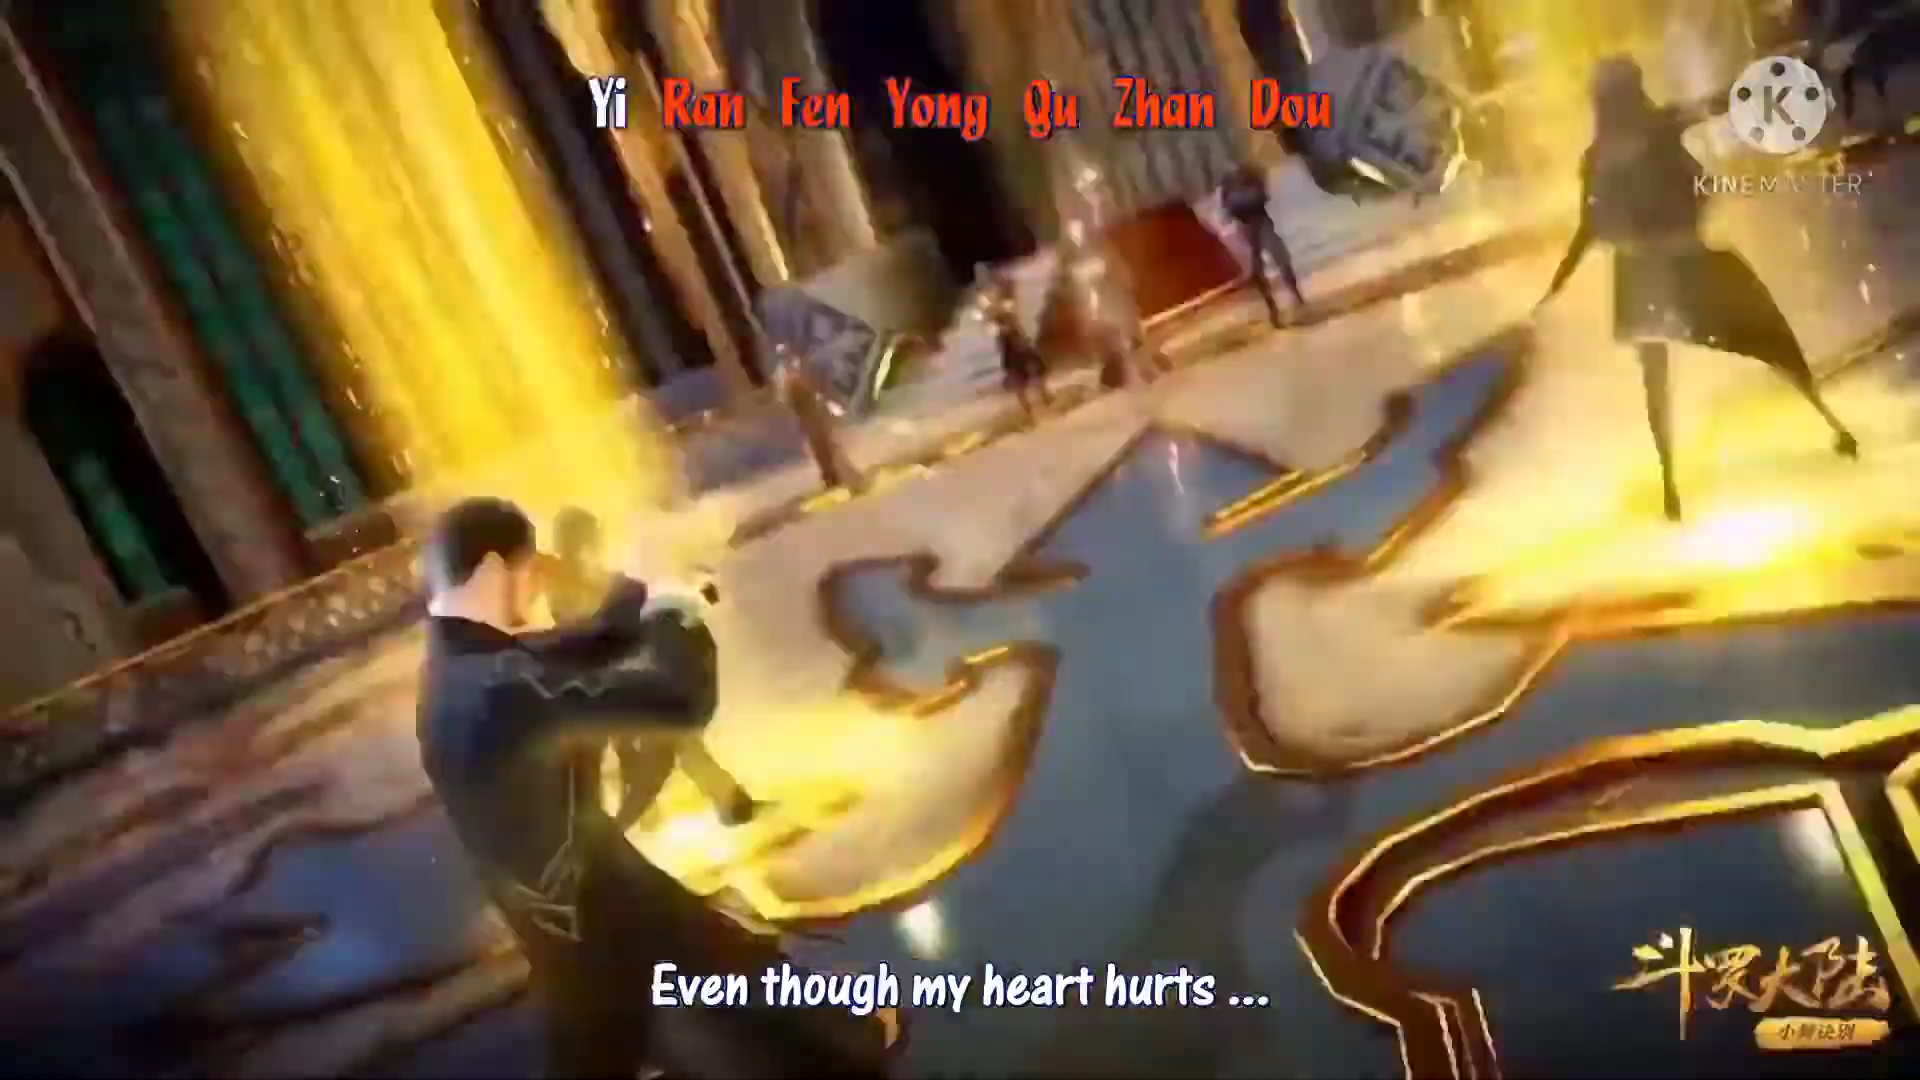 Yi Ran Fen Yong Qu Zhan Dou
KINEMASTER
Even though my heart hurts ...
斗罗大陆